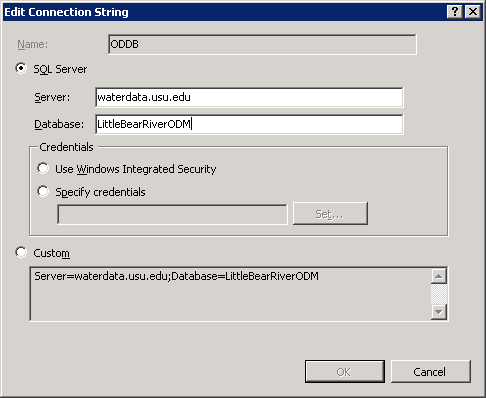 Edit Connection String
Name: ODDB
SQL Server
Server: waterdata.usu.edu
Database: LittleBearRiverODM
Credentials
Use Windows Integrated Security
Specify credentials
Set...
Custom
Server=waterdata.usu.edu;Database=LittleBearRiverODM
OK Cancel